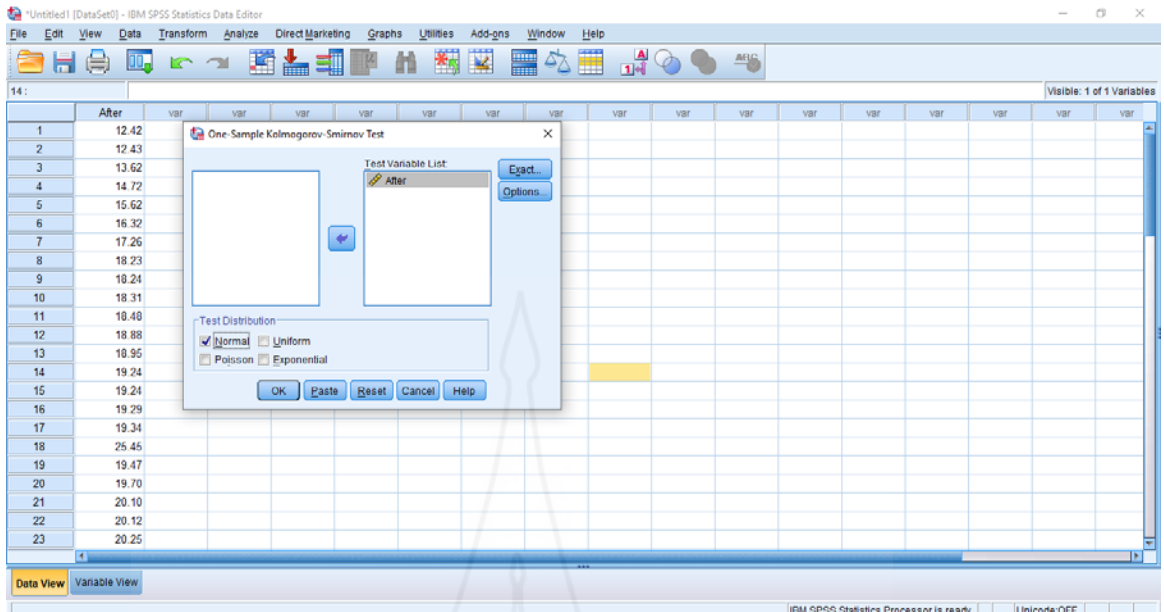 *Untitled1 [DataSet0] - IBM SPSS Statistics Data Editor
File Edit View Data Transform Analyze Direct Marketing Graphs Utilities Add-ons Window Help
14 :
Visible: 1 of 1 Variables
After var var var var var var var var var var var var var var var var
1 12.42
2 12.43
3 13.62
4 14.72
5 15.62
6 16.32
7 17.26
8 18.23
9 18.24
10 18.31
11 18.48
12 18.88
13 18.95
14 19.24
15 19.24
16 19.29
17 19.34
18 25.45
19 19.47
20 19.70
21 20.10
22 20.12
23 20.25
One-Sample Kolmogorov-Smirnov Test
Test Variable List:
After
Exact...
Options...
Test Distribution
Normal Uniform
Poisson Exponential
OK Paste Reset Cancel Help
Data View Variable View
IBM SPSS Statistics Processor is ready Unicode:OFF